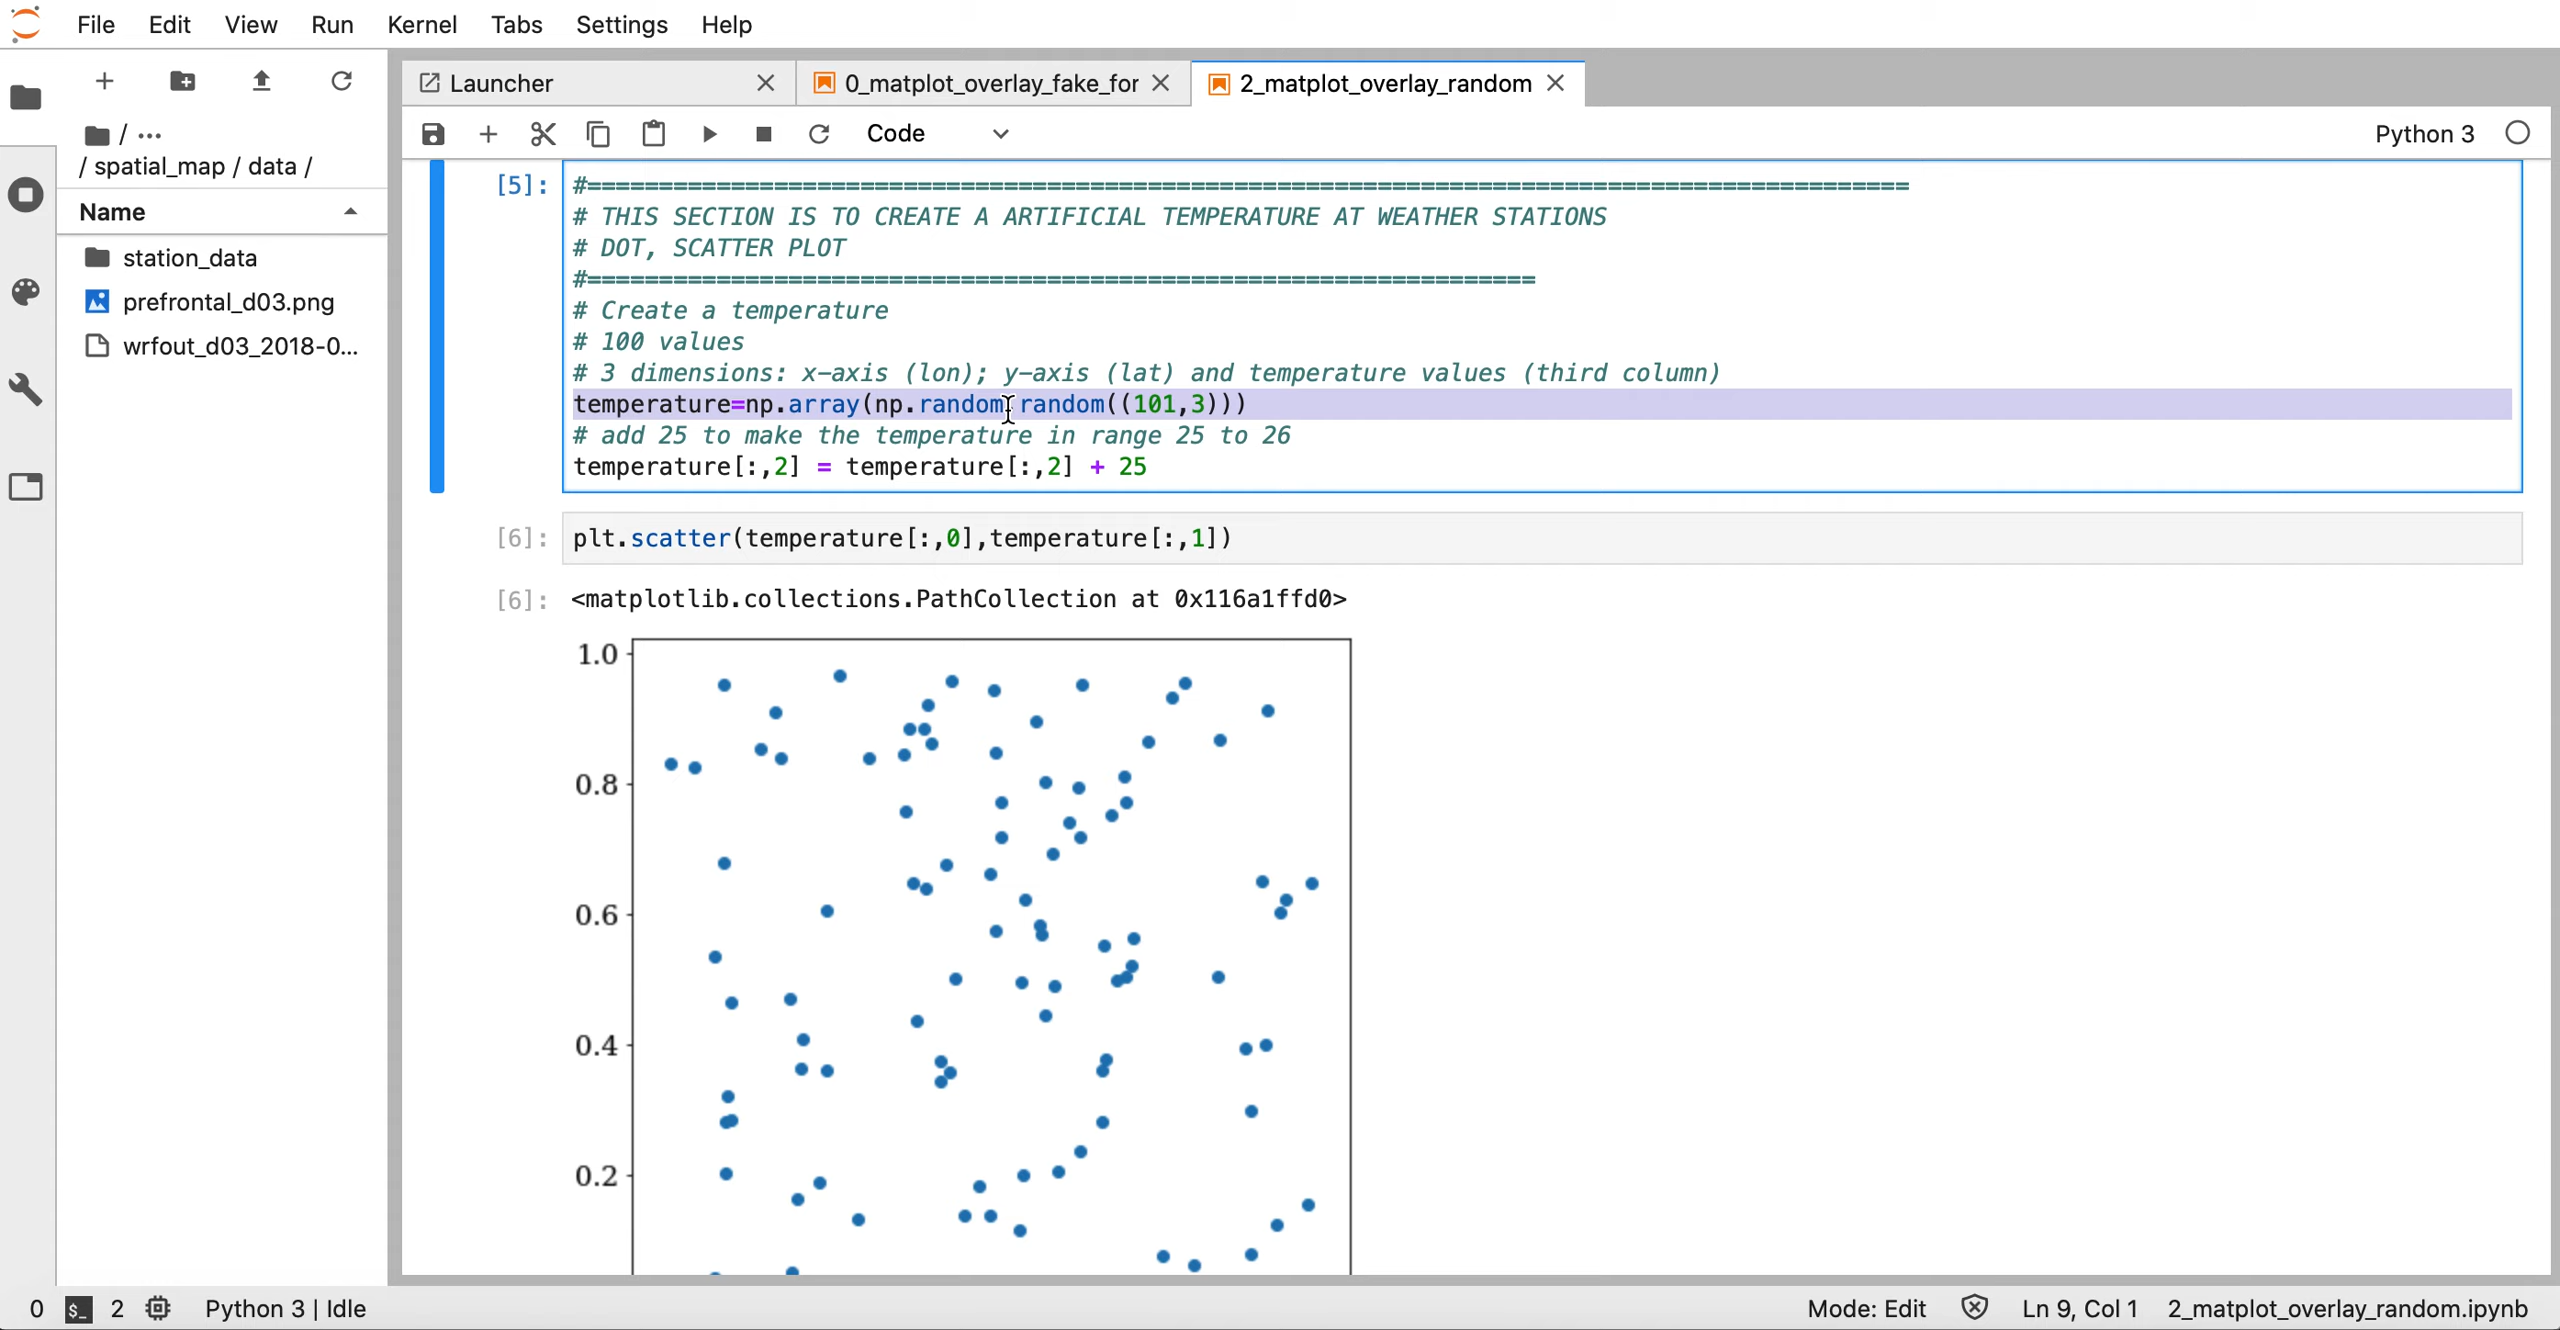 File Edit View Run Kernel Tabs Settings Help
/ ...
/ spatial_map / data /
Name
station_data
prefrontal_d03.png
wrfout_d03_2018-0...
Launcher
0_matplot_overlay_fake_for
2_matplot_overlay_random
Code
Python 3
[5]:
#============================================================================================
# THIS SECTION IS TO CREATE A ARTIFICIAL TEMPERATURE AT WEATHER STATIONS
# DOT, SCATTER PLOT
#==================================================================
# Create a temperature
# 100 values
# 3 dimensions: x-axis (lon); y-axis (lat) and temperature values (third column)
temperature=np.array(np.random.random((101,3)))
# add 25 to make the temperature in range 25 to 26
temperature[:,2] = temperature[:,2] + 25
[6]: plt.scatter(temperature[:,0],temperature[:,1])
[6]: <matplotlib.collections.PathCollection at 0x116a1ffd0>
1.0
0.8
0.6
0.4
0.2
0 $_ 2 Python 3 | Idle
Mode: Edit Ln 9, Col 1 2_matplot_overlay_random.ipynb